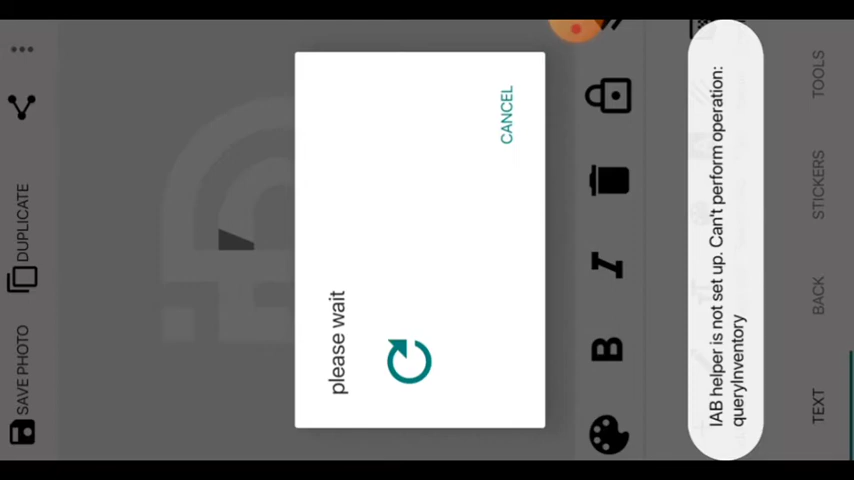 SAVE PHOTO
DUPLICATE
please wait
CANCEL
B
I
IAB helper is not set up. Can't perform operation:
queryInventory
TEXT
BACK
STICKERS
TOOLS